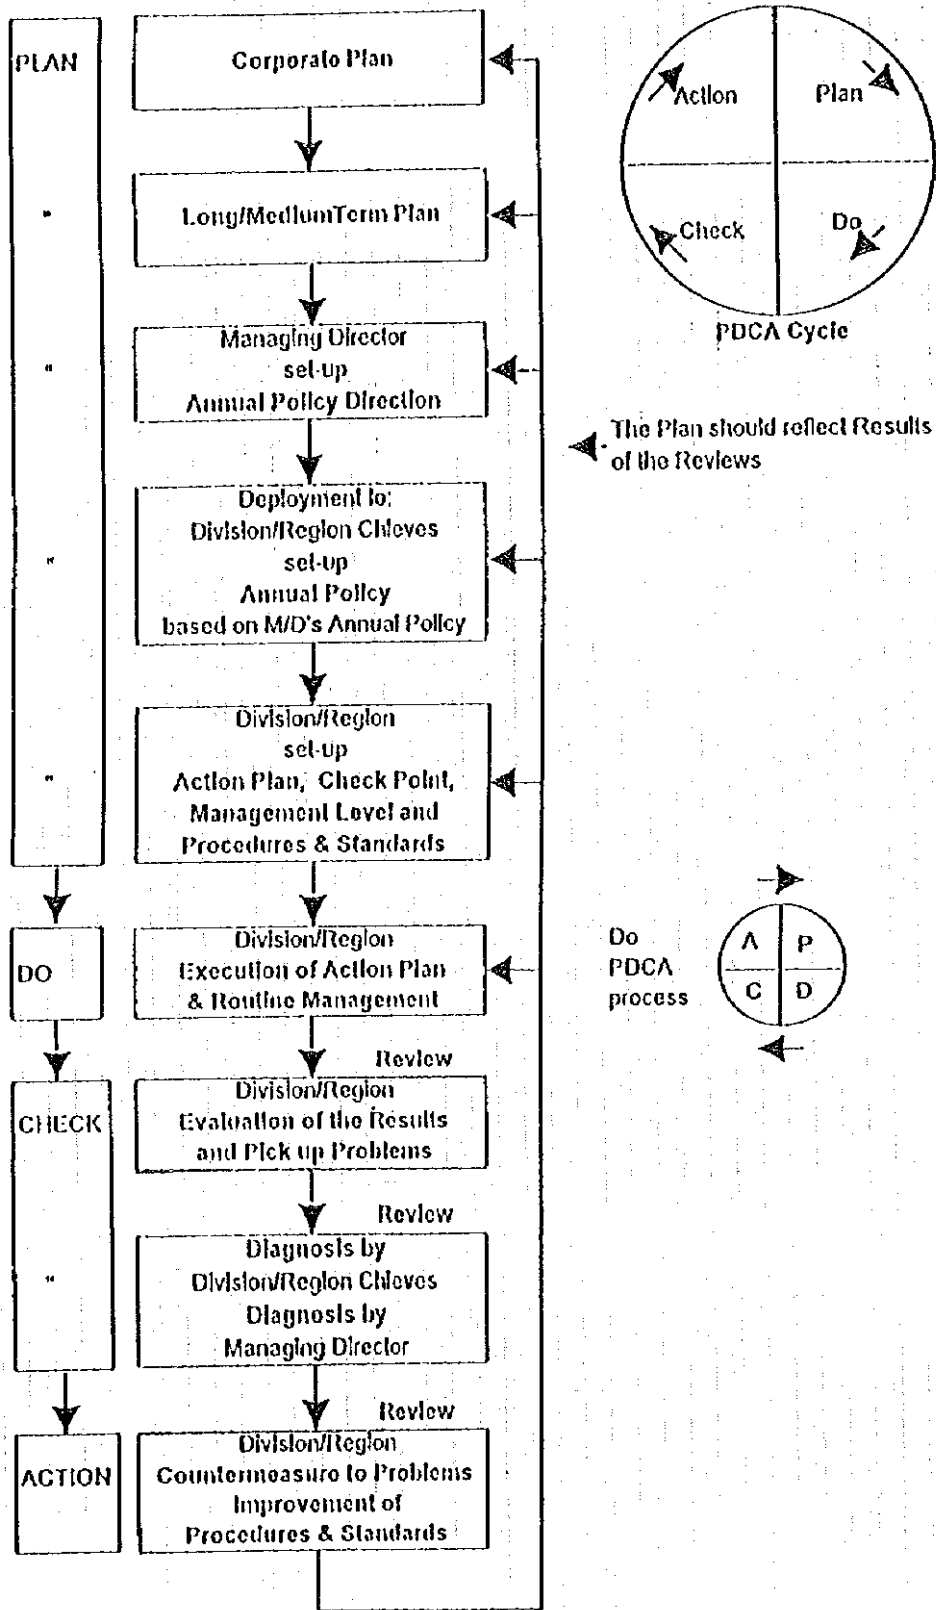 PLAN
Corporate Plan
"
Long/MediumTerm Plan
"
Managing Director
set-up
Annual Policy Direction
"
Deployment to:
Division/Region Chieves
set-up
Annual Policy
based on M/D's Annual Policy
"
Division/Region
set-up
Action Plan, Check Point,
Management Level and
Procedures & Standards
DO
Division/Region
Execution of Action Plan
& Routine Management
Review
CHECK
Division/Region
Evaluation of the Results
and Pick up Problems
Review
"
Diagnosis by
Division/Region Chieves
Diagnosis by
Managing Director
Review
ACTION
Division/Region
Countermeasure to Problems
Improvement of
Procedures & Standards
Action
Plan
Check
Do
PDCA Cycle
The Plan should reflect Results
of the Reviews
Do
PDCA
process
A
P
C
D